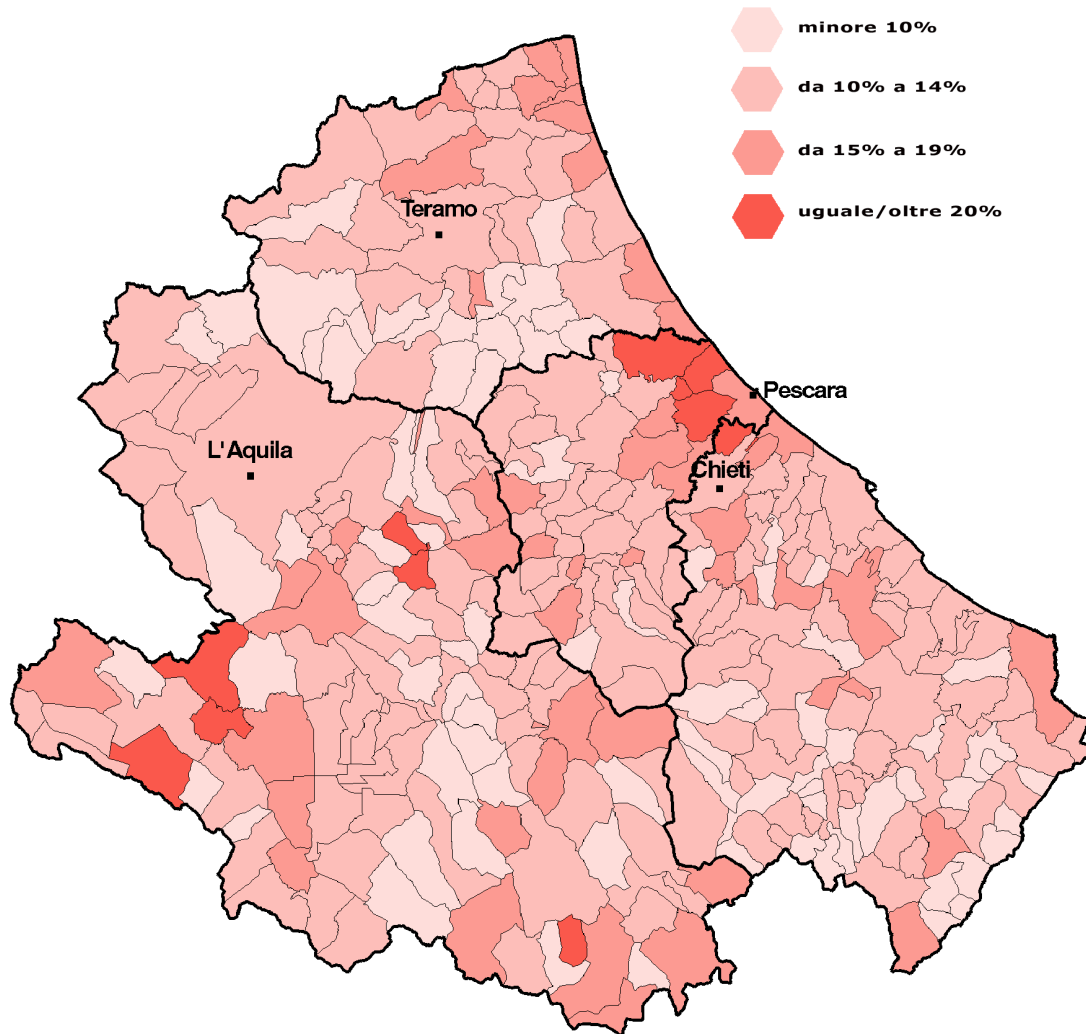 minore 10%
da 10% a 14%
da 15% a 19%
uguale/oltre 20%
Teramo
Pescara
L'Aquila
Chieti